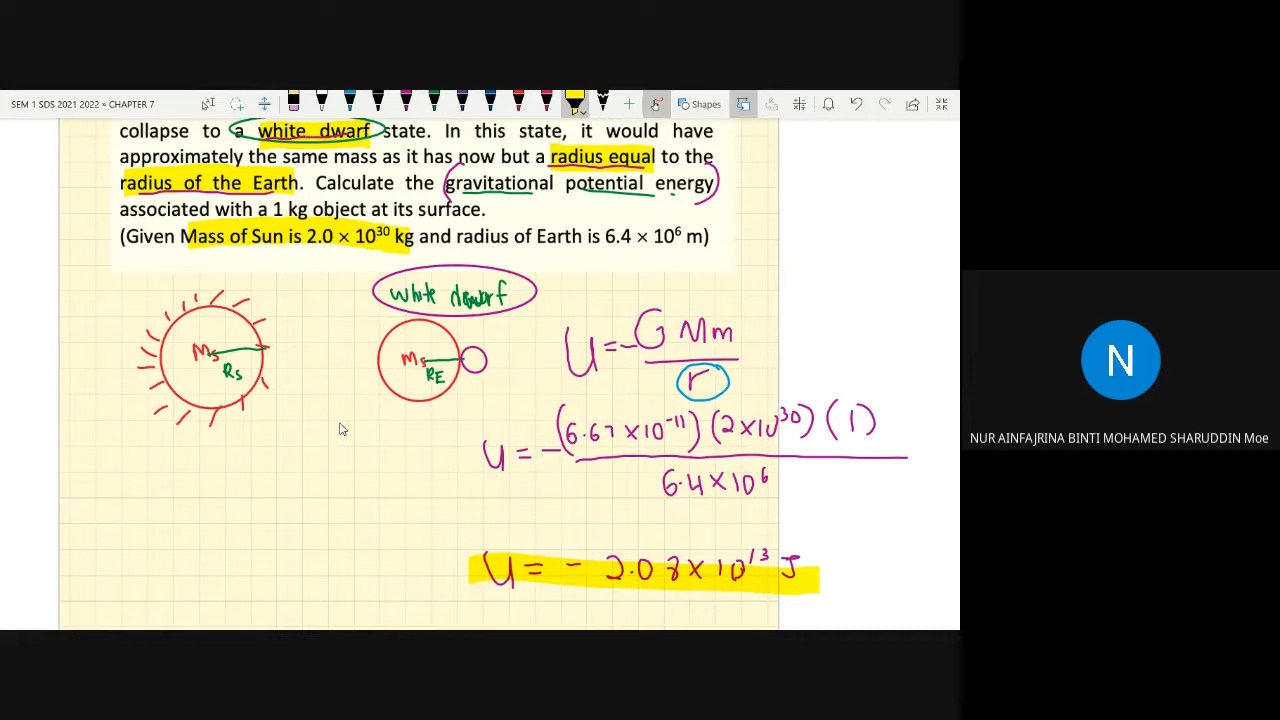 SEM 1 SDS 2021 2022 » CHAPTER 7
Shapes
collapse to a white dwarf state. In this state, it would have
approximately the same mass as it has now but a radius equal to the
radius of the Earth. Calculate the gravitational potential energy
associated with a 1 kg object at its surface.
(Given Mass of Sun is 2.0 × 10³⁰ kg and radius of Earth is 6.4 × 10⁶ m)
white dwarf
Ms
Rs
Ms
RE
U = - G Mm / r
U = - (6.67 × 10⁻¹¹) (2 × 10³⁰) (1) / 6.4 × 10⁶
U = - 2.08 × 10¹³ J
N
NUR AINFAJRINA BINTI MOHAMED SHARUDDIN Moe